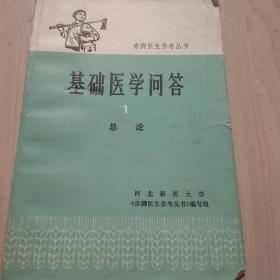 赤脚医生参考丛书
基础医学问答
1
总论
河北新医大学
《赤脚医生参考丛书》编写组